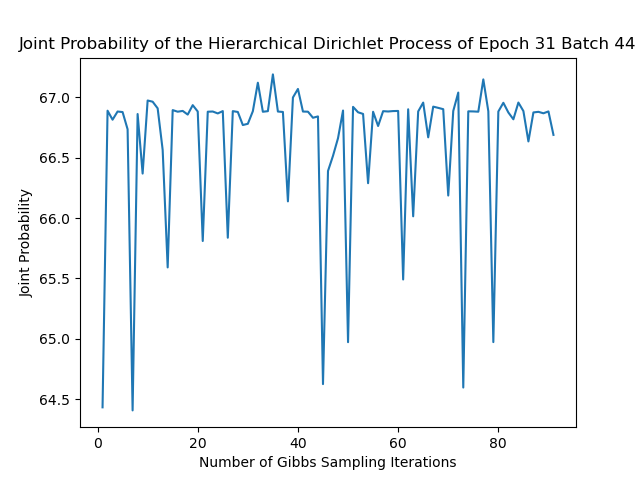 Joint Probability of the Hierarchical Dirichlet Process of Epoch 31 Batch 44
67.0
66.5
66.0
65.5
65.0
64.5
Joint Probability
0 20 40 60 80
Number of Gibbs Sampling Iterations